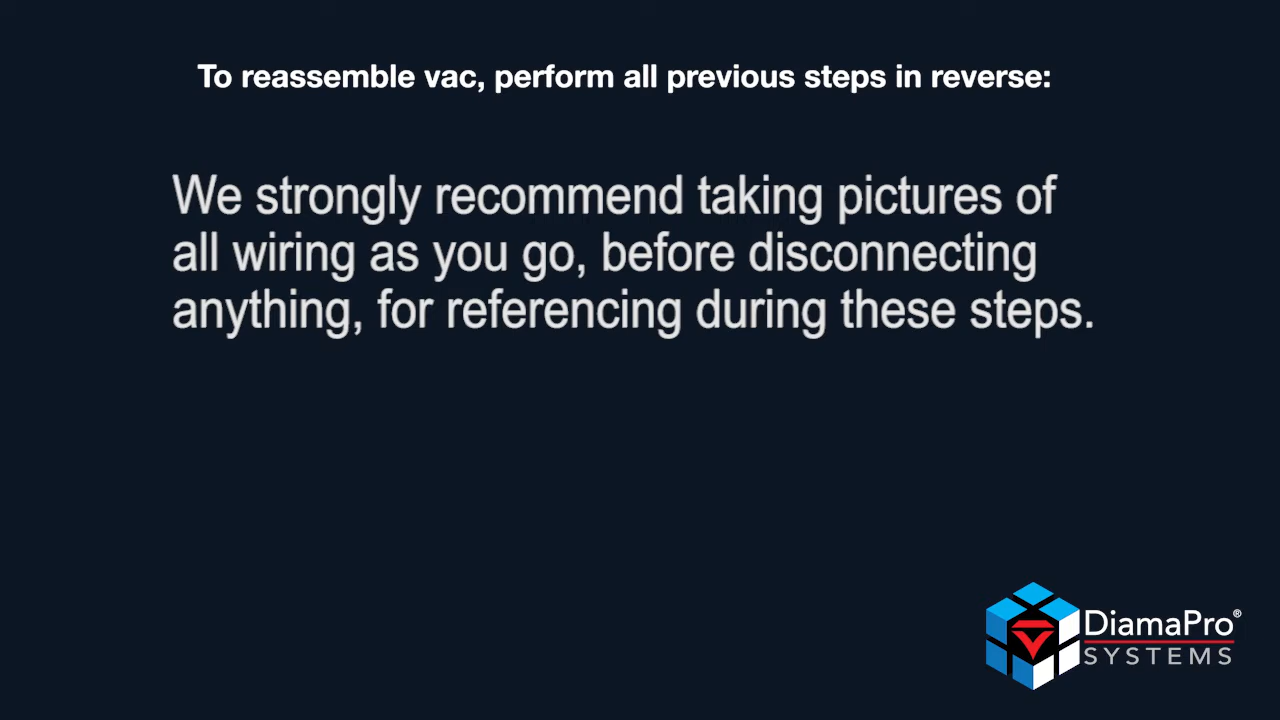 To reassemble vac, perform all previous steps in reverse:
We strongly recommend taking pictures of
all wiring as you go, before disconnecting
anything, for referencing during these steps.
DiamaPro®
SYSTEMS